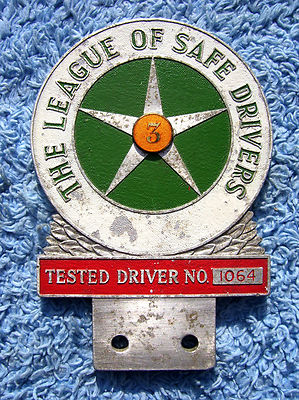 THE LEAGUE OF SAFE DRIVERS
3
TESTED DRIVER NO. 1064